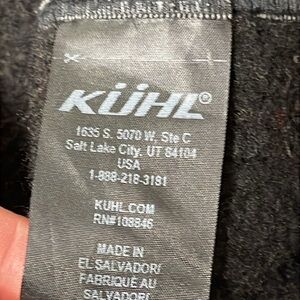 KÜHL®
1635 S. 5070 W, Ste C
Salt Lake City, UT 84104
USA
1-888-218-3191
KUHL.COM
RN#108846
MADE IN
EL SALVADOR/
FABRIQUÉ AU
SALVADOR/